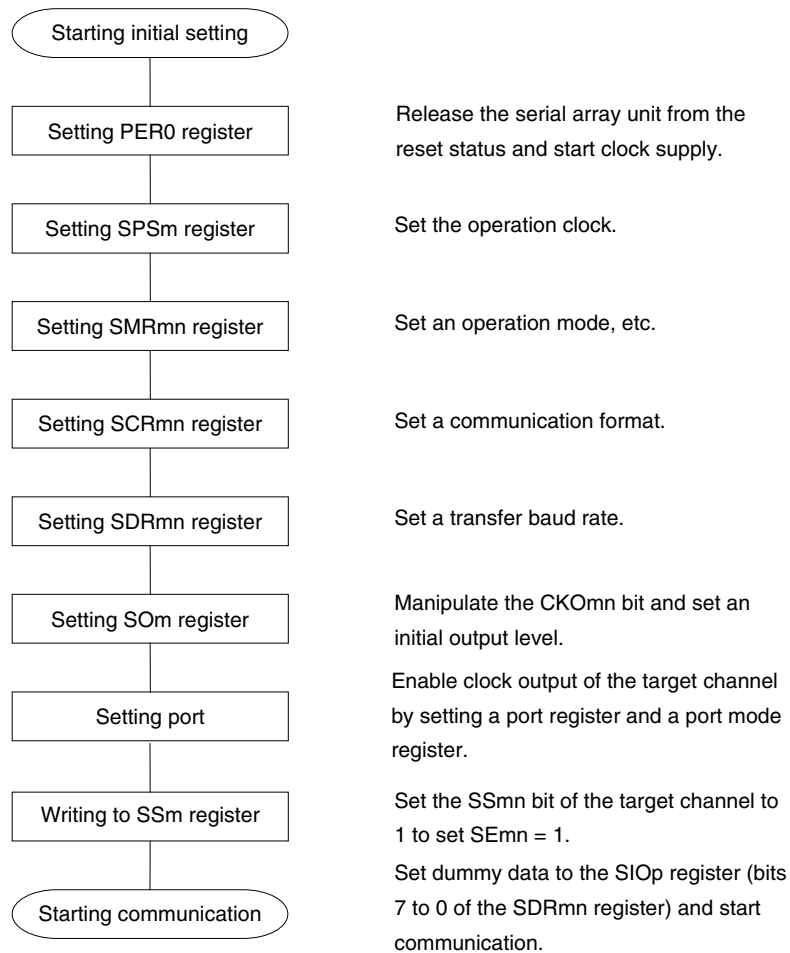 Starting initial setting
Setting PER0 register
Release the serial array unit from the
reset status and start clock supply.
Setting SPSm register
Set the operation clock.
Setting SMRmn register
Set an operation mode, etc.
Setting SCRmn register
Set a communication format.
Setting SDRmn register
Set a transfer baud rate.
Setting SOm register
Manipulate the CKOmn bit and set an
initial output level.
Setting port
Enable clock output of the target channel
by setting a port register and a port mode
register.
Writing to SSm register
Set the SSmn bit of the target channel to
1 to set SEmn = 1.
Starting communication
Set dummy data to the SIOp register (bits
7 to 0 of the SDRmn register) and start
communication.